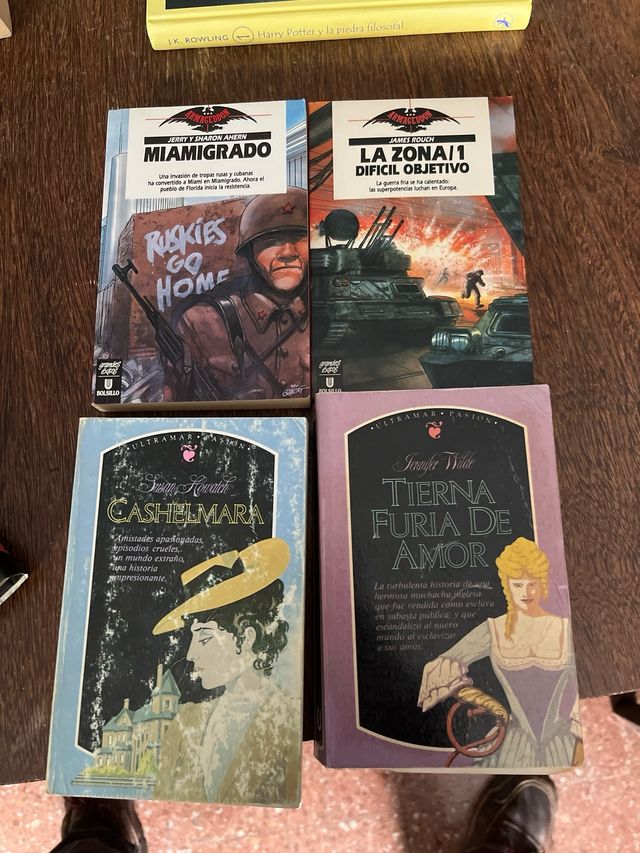 J.K. ROWLING 1 Harry Potter y la piedra filosofal
ARMAGEDDON
JERRY Y SHARON AHERN
MIAMIGRADO
Una invasión de tropas rusas y cubanas
ha convertido a Miami en Miamigrado. Ahora el
pueblo de Florida inicia la resistencia.
RUSKIES
GO
HOME
grandes
éxitos
BOLSILLO
ARMAGEDDON
JAMES ROUCH
LA ZONA/1
DIFICIL OBJETIVO
La guerra fría se ha calentado:
las superpotencias luchan en Europa.
grandes
éxitos
BOLSILLO
ULTRAMAR • PASION
Susan Howatch
CASHELMARA
Amistades apasionadas,
episodios crueles,
un mundo extraño,
una historia
impresionante.
• ULTRAMAR • PASION •
Jennifer Wilde
TIERNA
FURIA DE
AMOR
La turbulenta historia de una
hermosa muchacha inglesa
que fue vendida como esclava
en subasta pública, y que
escandalizó al nuevo
mundo al esclavizar
a sus amos.